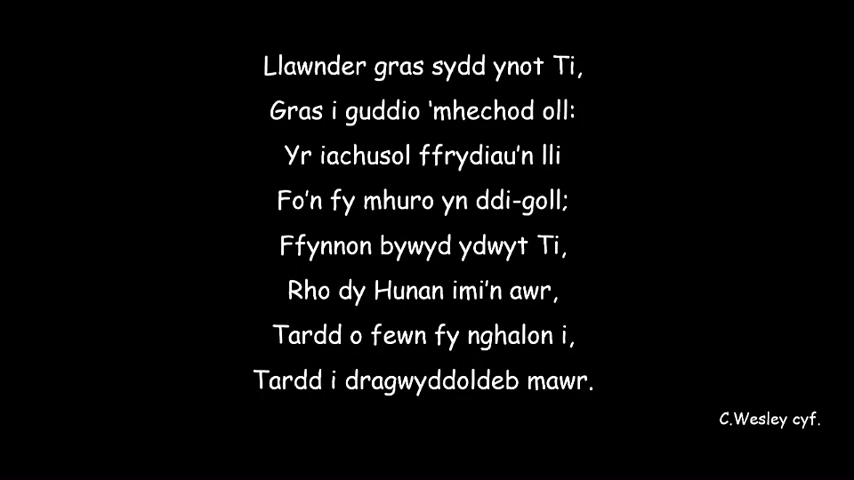 Llawnder gras sydd ynot Ti,
Gras i guddio ‘mhechod oll:
Yr iachusol ffrydiau’n lli
Fo’n fy mhuro yn ddi-goll;
Ffynnon bywyd ydwyt Ti,
Rho dy Hunan imi’n awr,
Tardd o fewn fy nghalon i,
Tardd i dragwyddoldeb mawr.
C.Wesley cyf.